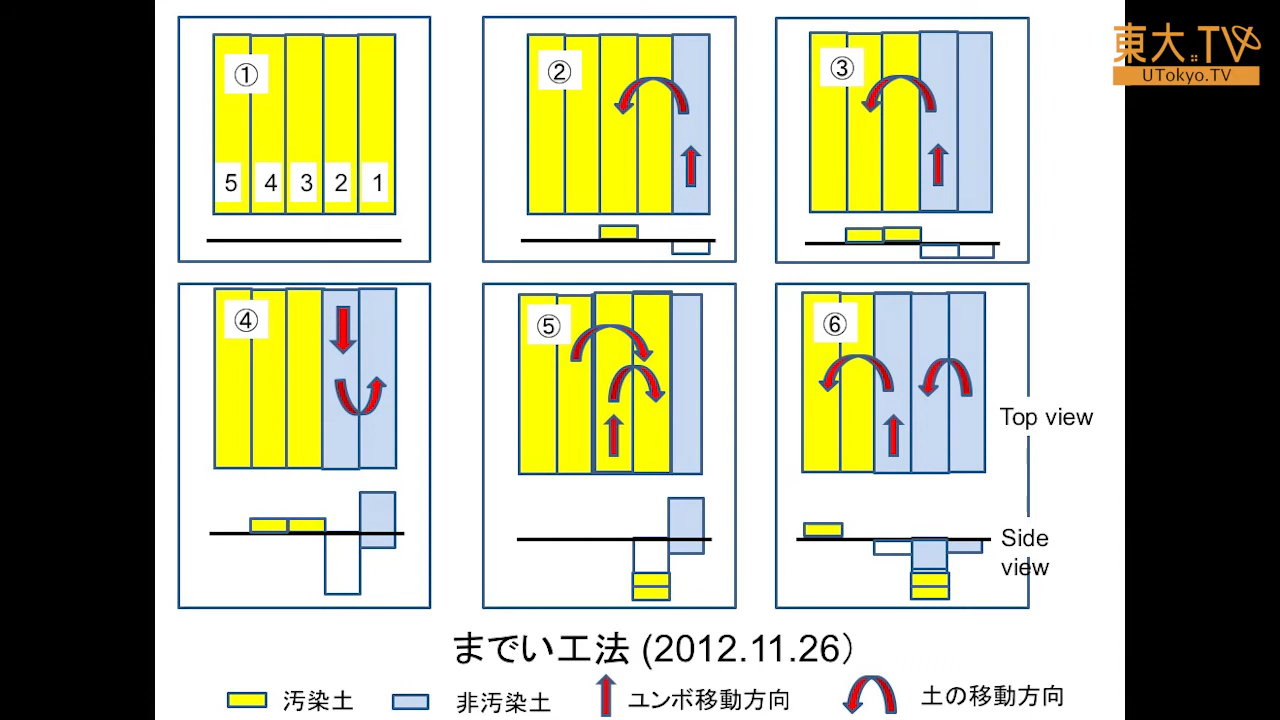 東大.TV
UTokyo.TV
①
5 4 3 2 1
②
③
④
⑤
⑥
Top view
Side
view
までい工法 (2012.11.26)
汚染土
非汚染土
ユンボ移動方向
土の移動方向